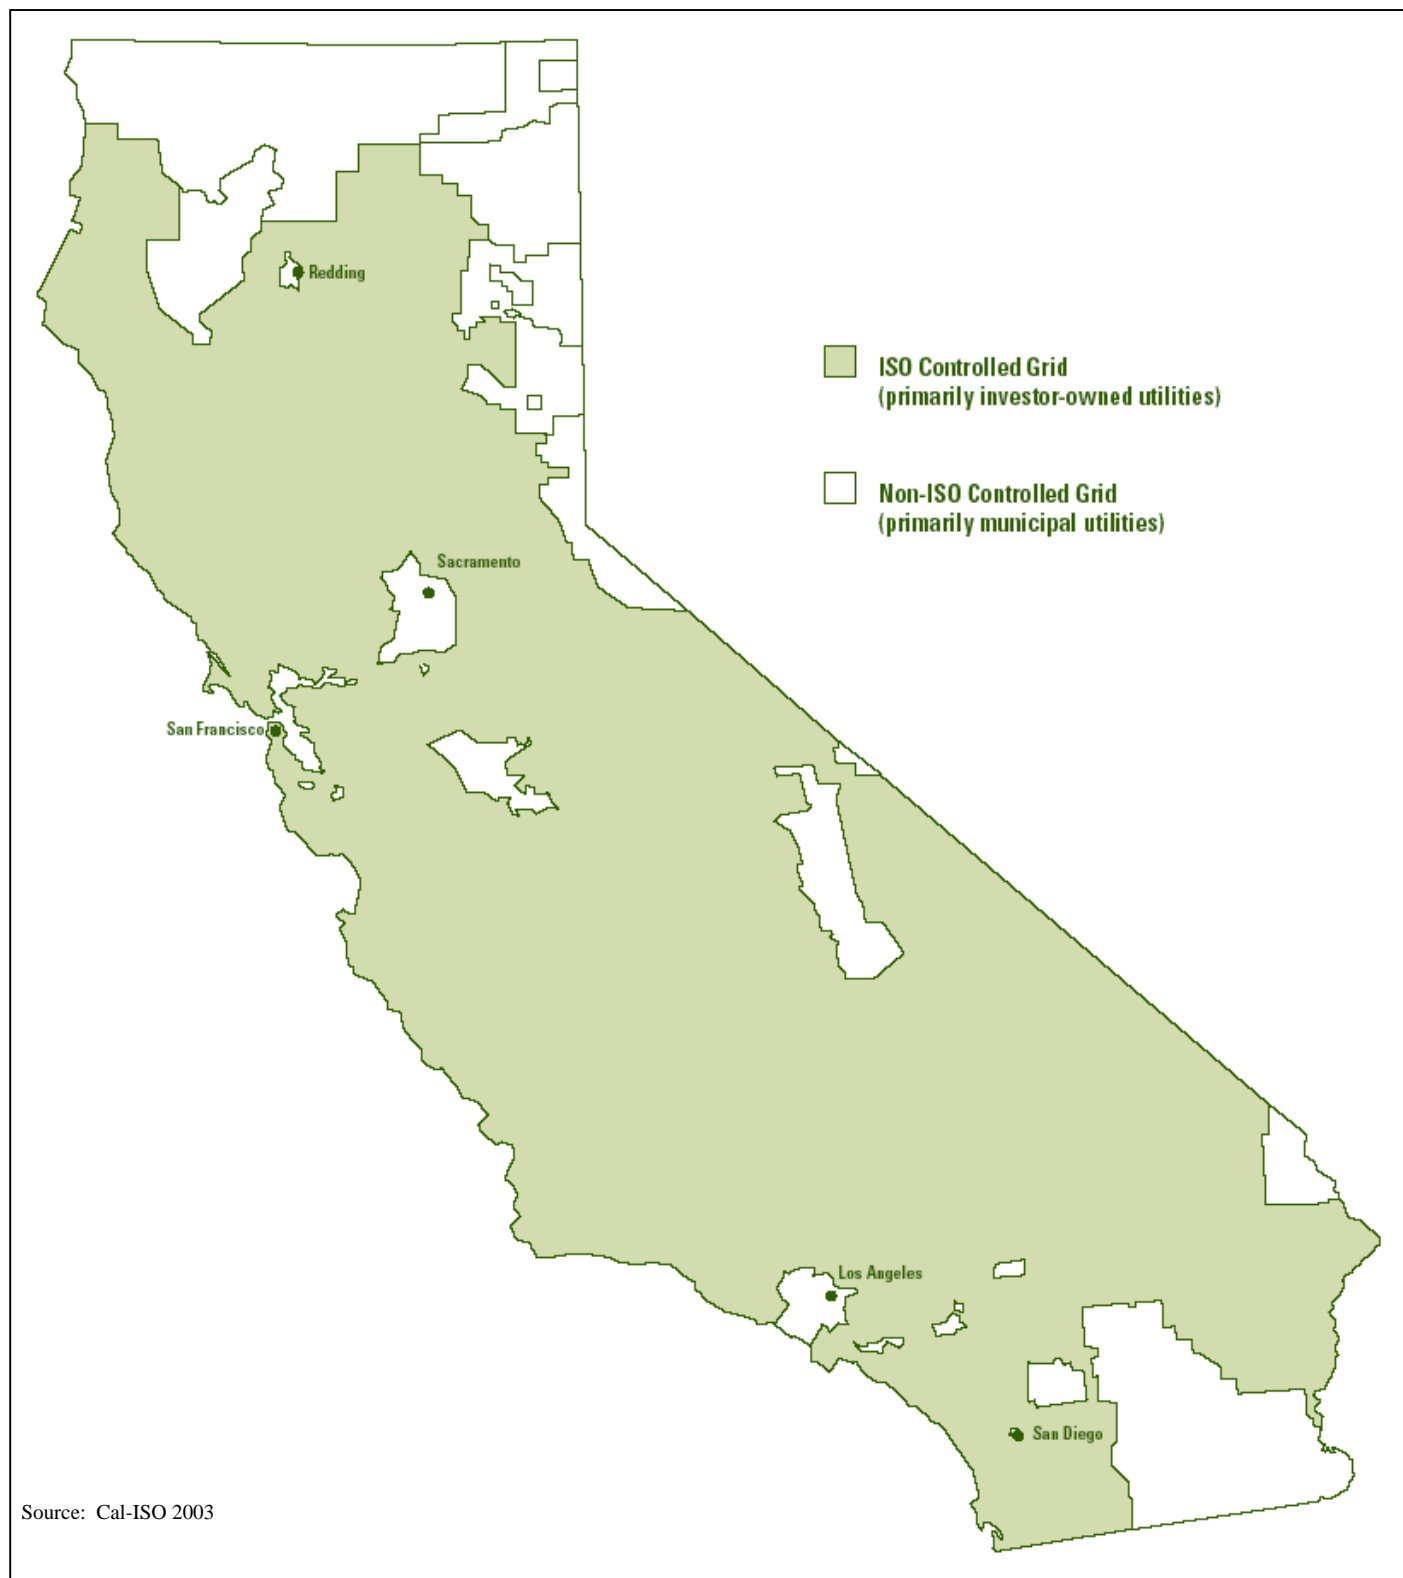 Redding
ISO Controlled Grid
(primarily investor-owned utilities)
Non-ISO Controlled Grid
(primarily municipal utilities)
Sacramento
San Francisco
Los Angeles
San Diego
Source: Cal-ISO 2003